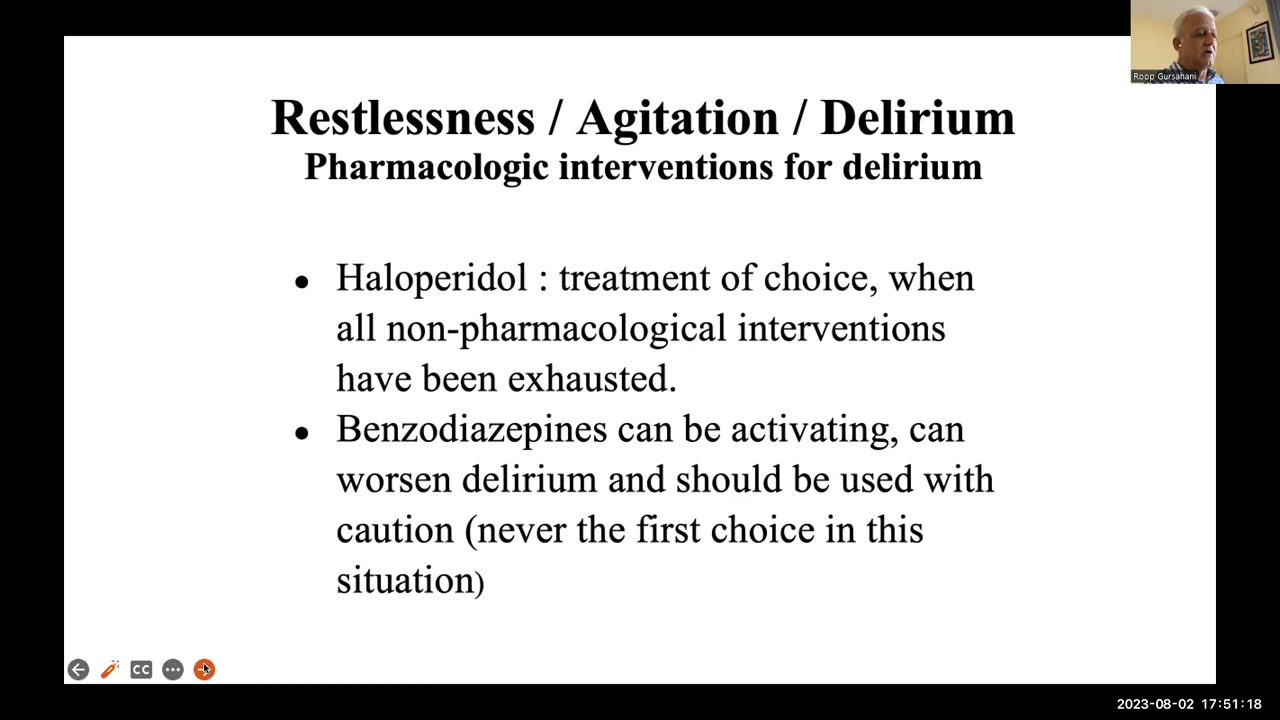 Roop Gursahani
Restlessness / Agitation / Delirium
Pharmacologic interventions for delirium
● Haloperidol : treatment of choice, when
all non-pharmacological interventions
have been exhausted.
● Benzodiazepines can be activating, can
worsen delirium and should be used with
caution (never the first choice in this
situation)
CC
2023-08-02 17:51:18